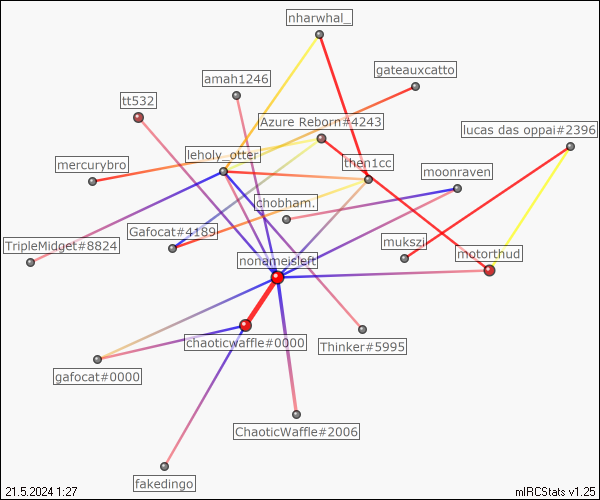 nharwhal_
gateauxcatto
amah1246
tt532
Azure Reborn#4243
lucas das oppai#2396
leholy_otter
then1cc
mercurybro
moonraven
chobham.
Gafocat#4189
TripleMidget#8824
mukszi
motorthud
nonameisleft
chaoticwaffle#0000
Thinker#5995
gafocat#0000
ChaoticWaffle#2006
fakedingo
21.5.2024 1:27
mIRCStats v1.25